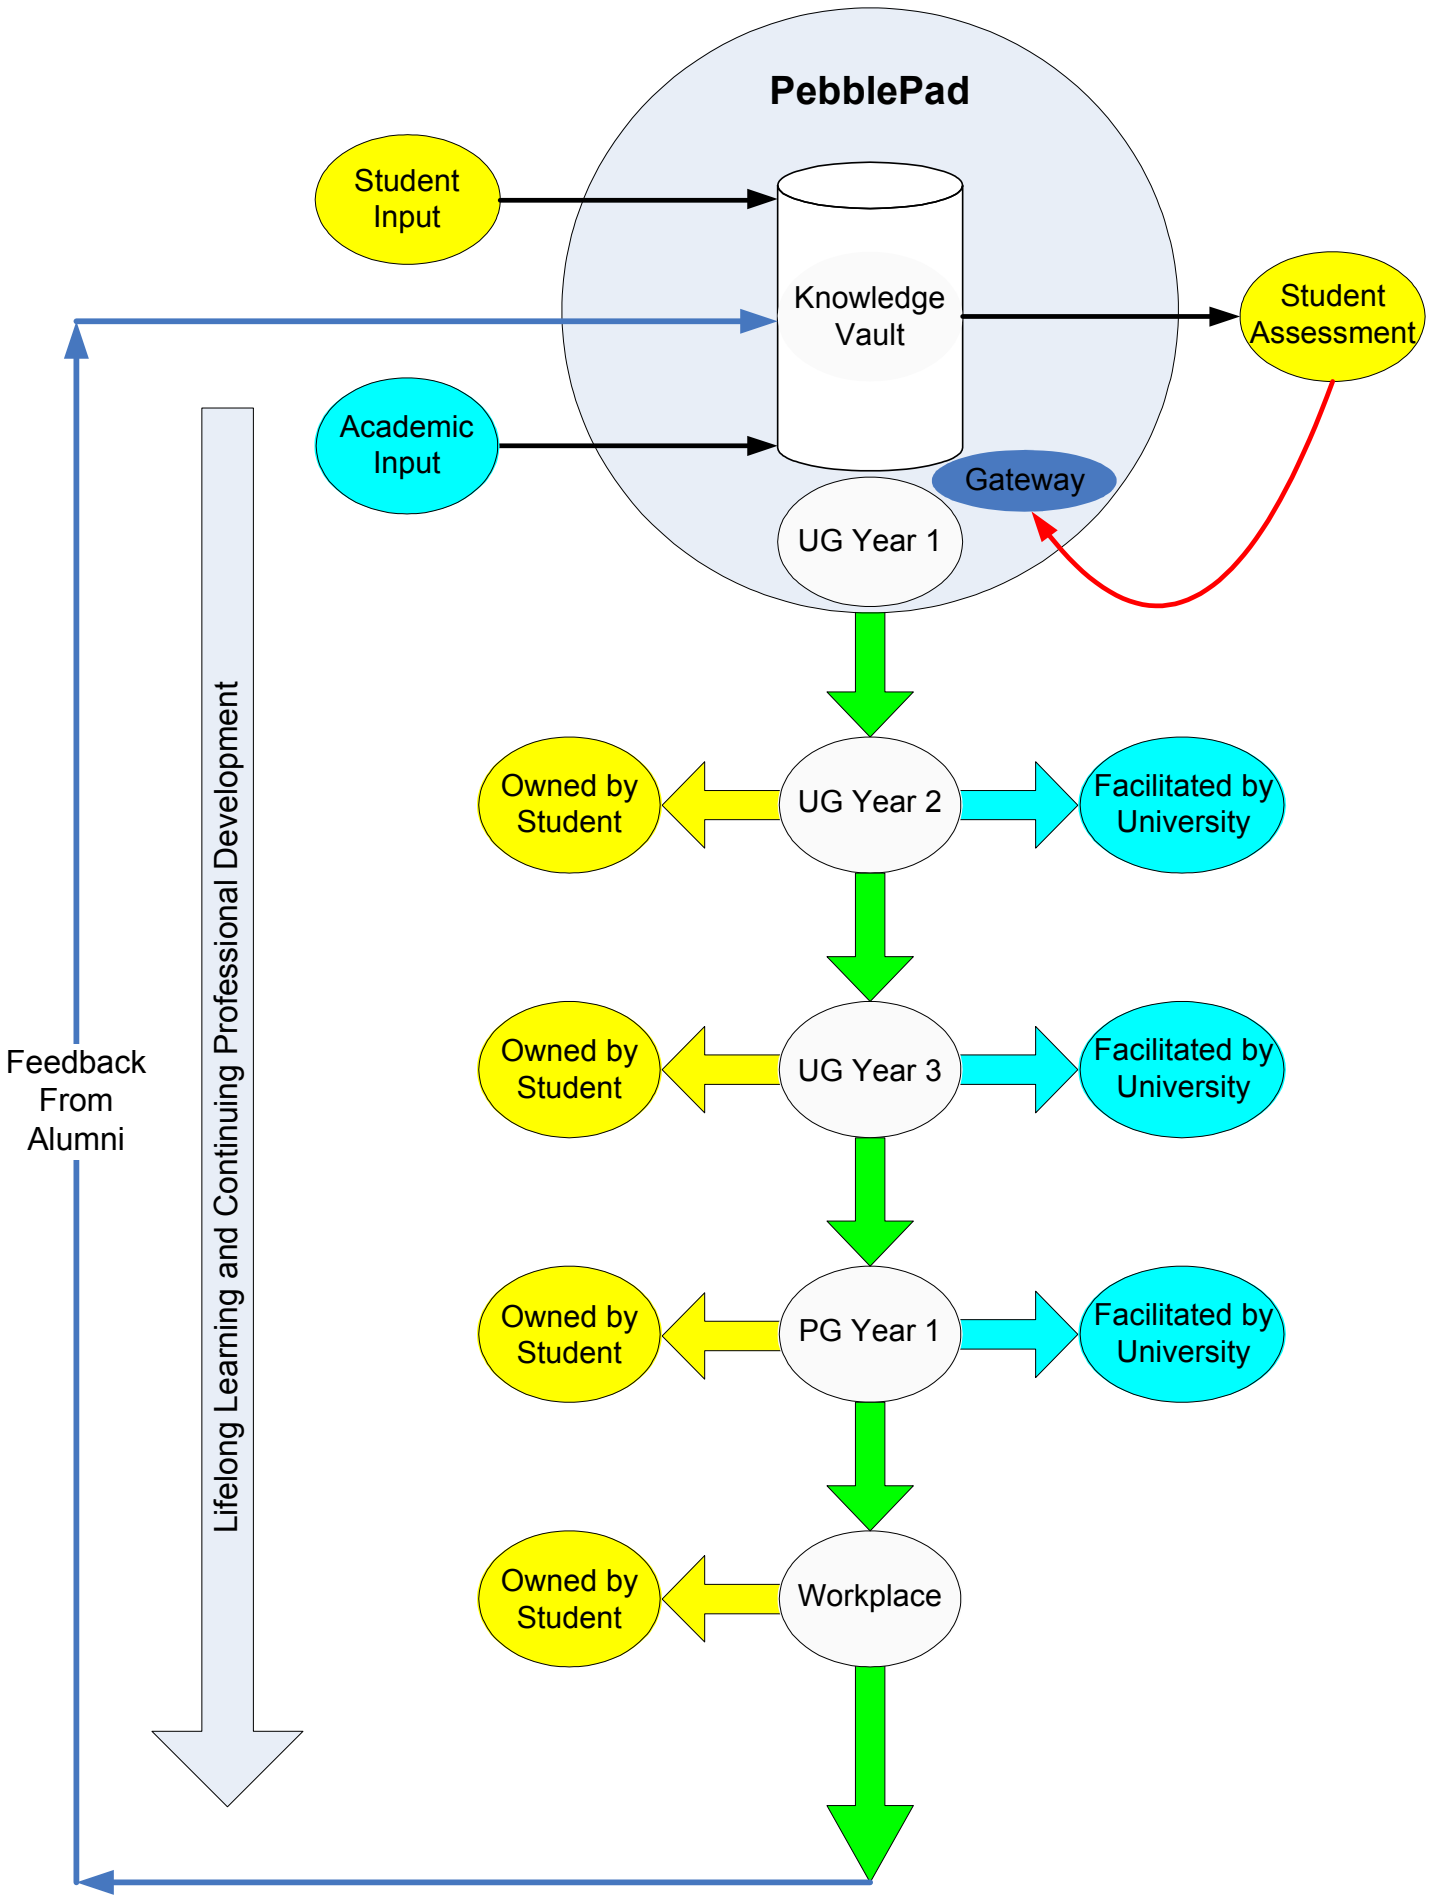 PebblePad
Student
Input
Knowledge
Vault
Student
Assessment
Academic
Input
Gateway
UG Year 1
Owned by
Student
UG Year 2
Facilitated by
University
Owned by
Student
UG Year 3
Facilitated by
University
Feedback
From
Alumni
Lifelong Learning and Continuing Professional Development
Owned by
Student
PG Year 1
Facilitated by
University
Owned by
Student
Workplace